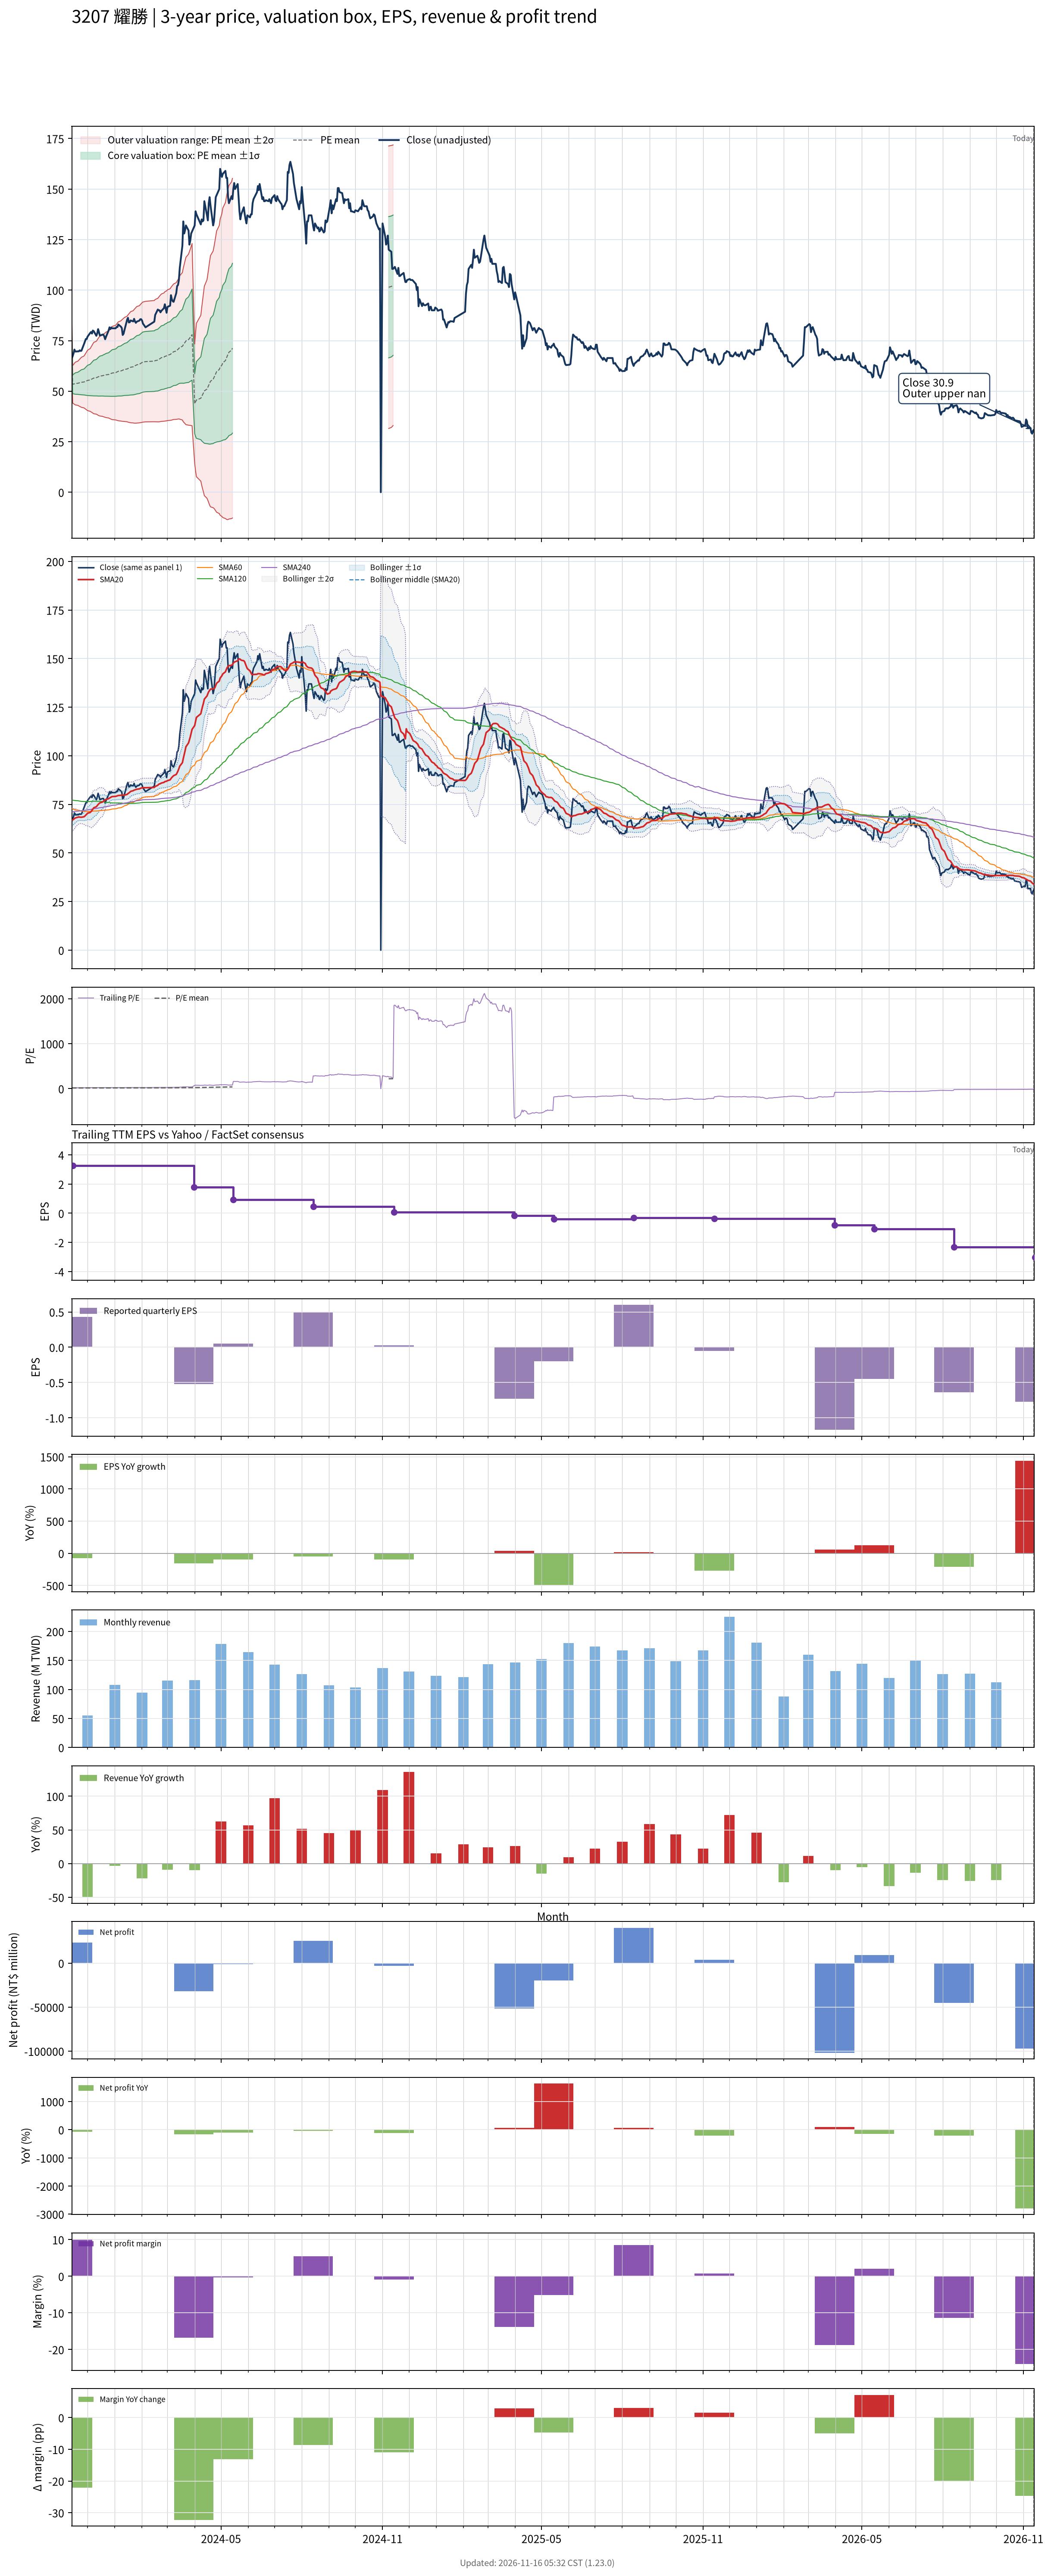 3207 耀勝 | 3-year price, valuation box, EPS, revenue & profit trend
Outer valuation range: PE mean ±2σ
PE mean
Close (unadjusted)
Core valuation box: PE mean ±1σ
Today
Price (TWD)
175
150
125
100
75
50
25
0
Close 30.9
Outer upper nan
Close (same as panel 1)
SMA60
SMA240
Bollinger ±1σ
SMA20
SMA120
Bollinger ±2σ
Bollinger middle (SMA20)
Price
200
175
150
125
100
75
50
25
0
Trailing P/E
P/E mean
P/E
2000
1000
0
Trailing TTM EPS vs Yahoo / FactSet consensus
Today
EPS
4
2
0
-2
-4
Reported quarterly EPS
EPS
0.5
0.0
-0.5
-1.0
EPS YoY growth
YoY (%)
1500
1000
500
0
-500
Monthly revenue
Revenue (M TWD)
200
150
100
50
0
Revenue YoY growth
YoY (%)
100
50
0
-50
Month
Net profit
Net profit (NT$ million)
0
-50000
-100000
Net profit YoY
YoY (%)
1000
0
-1000
-2000
-3000
Net profit margin
Margin (%)
10
0
-10
-20
Margin YoY change
Δ margin (pp)
0
-10
-20
-30
2024-05
2024-11
2025-05
2025-11
2026-05
2026-11
Updated: 2026-11-16 05:32 CST (1.23.0)